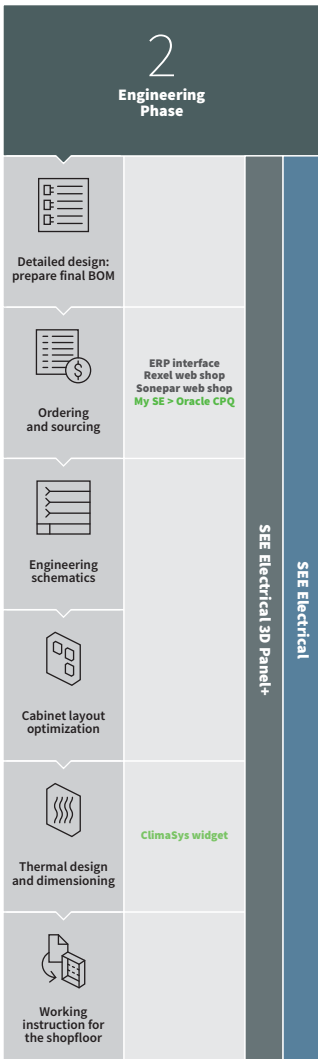 2
Engineering
Phase
Detailed design:
prepare final BOM
Ordering
and sourcing
ERP interface
Rexel web shop
Sonepar web shop
My SE > Oracle CPQ
Engineering
schematics
Cabinet layout
optimization
Thermal design
and dimensioning
ClimaSys widget
Working
instruction for
the shopfloor
SEE Electrical 3D Panel+
SEE Electrical